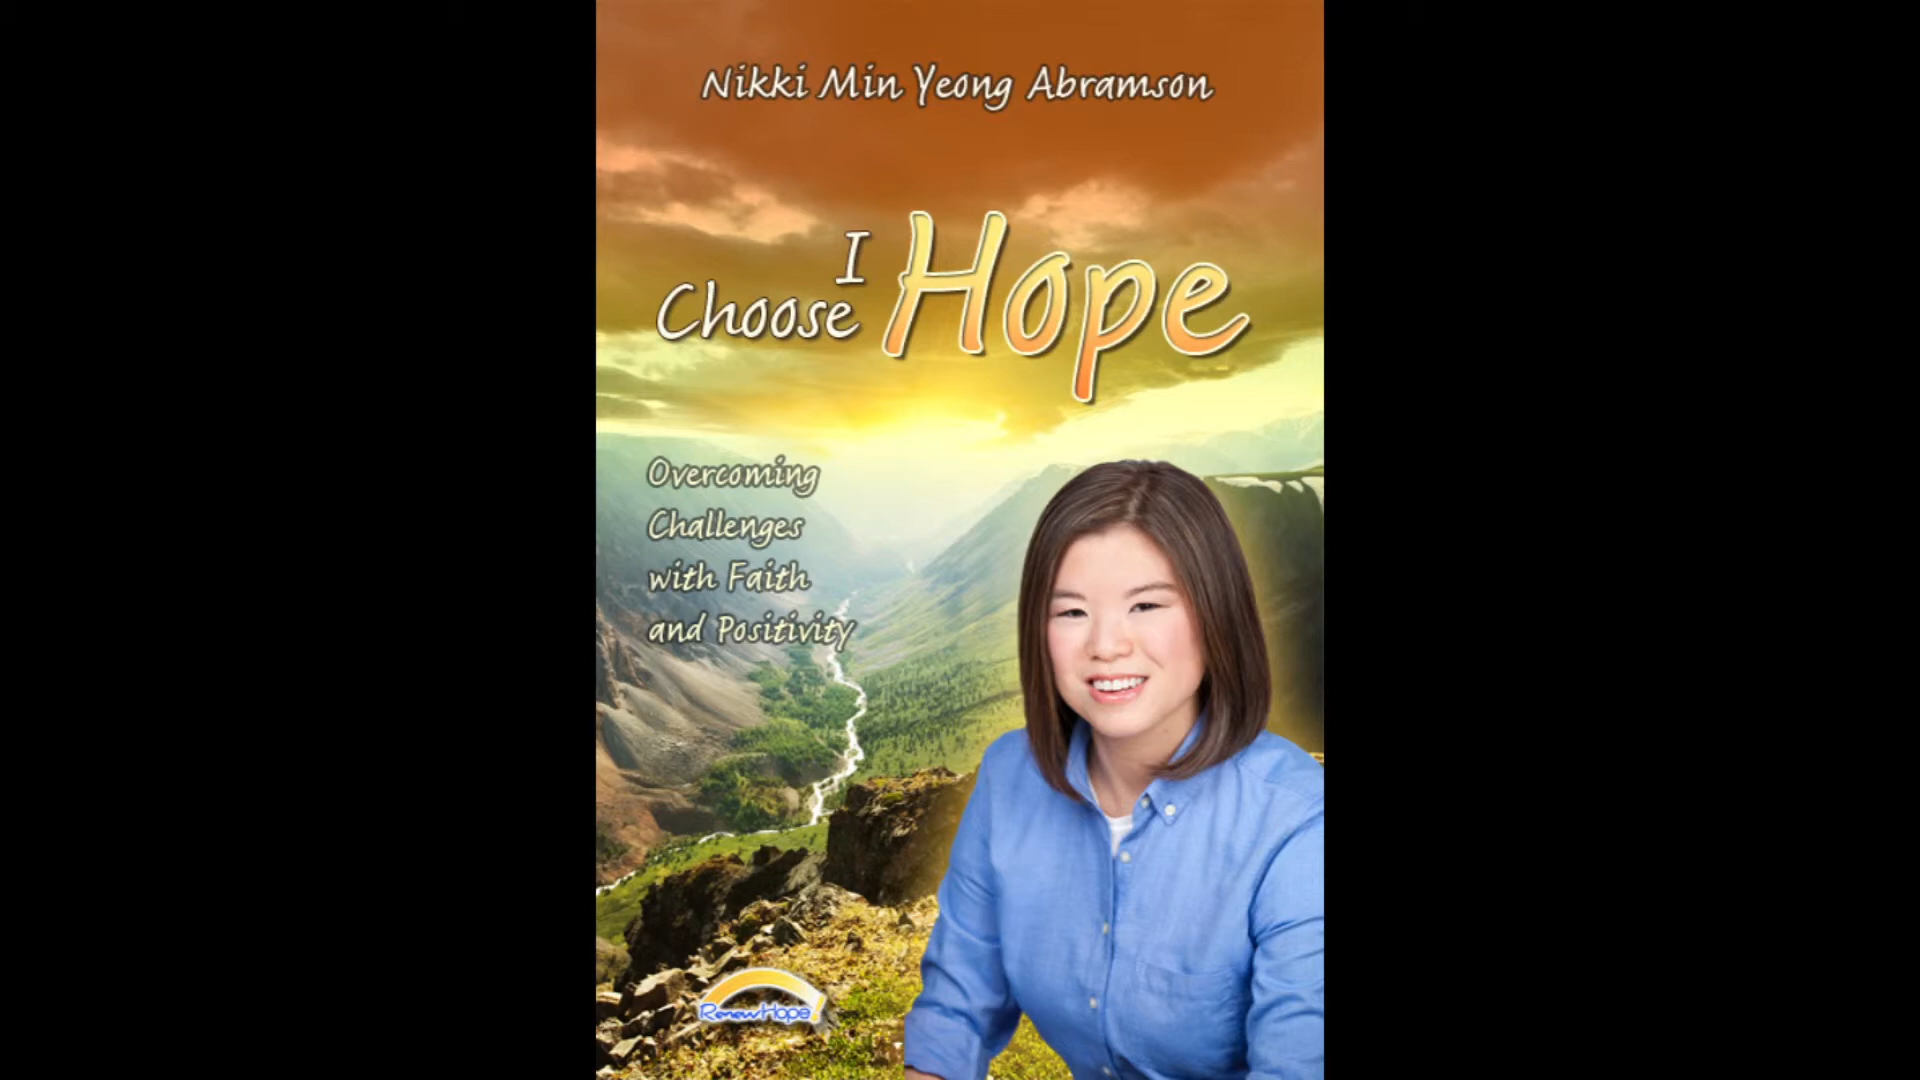 Nikki Min Yeong Abramson
I
Choose Hope
Overcoming
Challenges
with Faith
and Positivity
RenewHope!